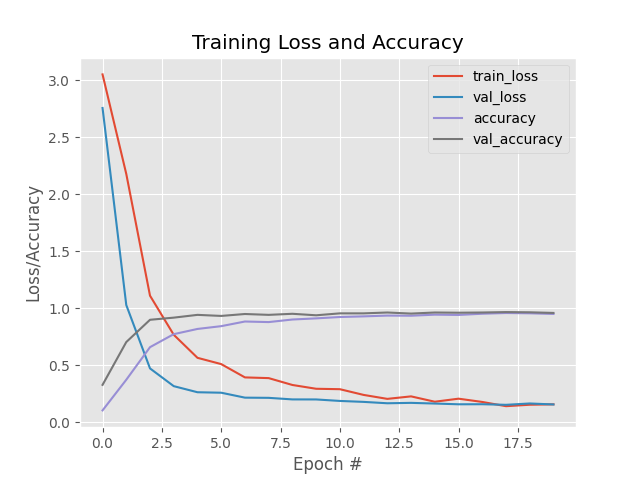 Training Loss and Accuracy
train_loss
val_loss
accuracy
val_accuracy
Loss/Accuracy
3.0
2.5
2.0
1.5
1.0
0.5
0.0
0.0 2.5 5.0 7.5 10.0 12.5 15.0 17.5
Epoch #